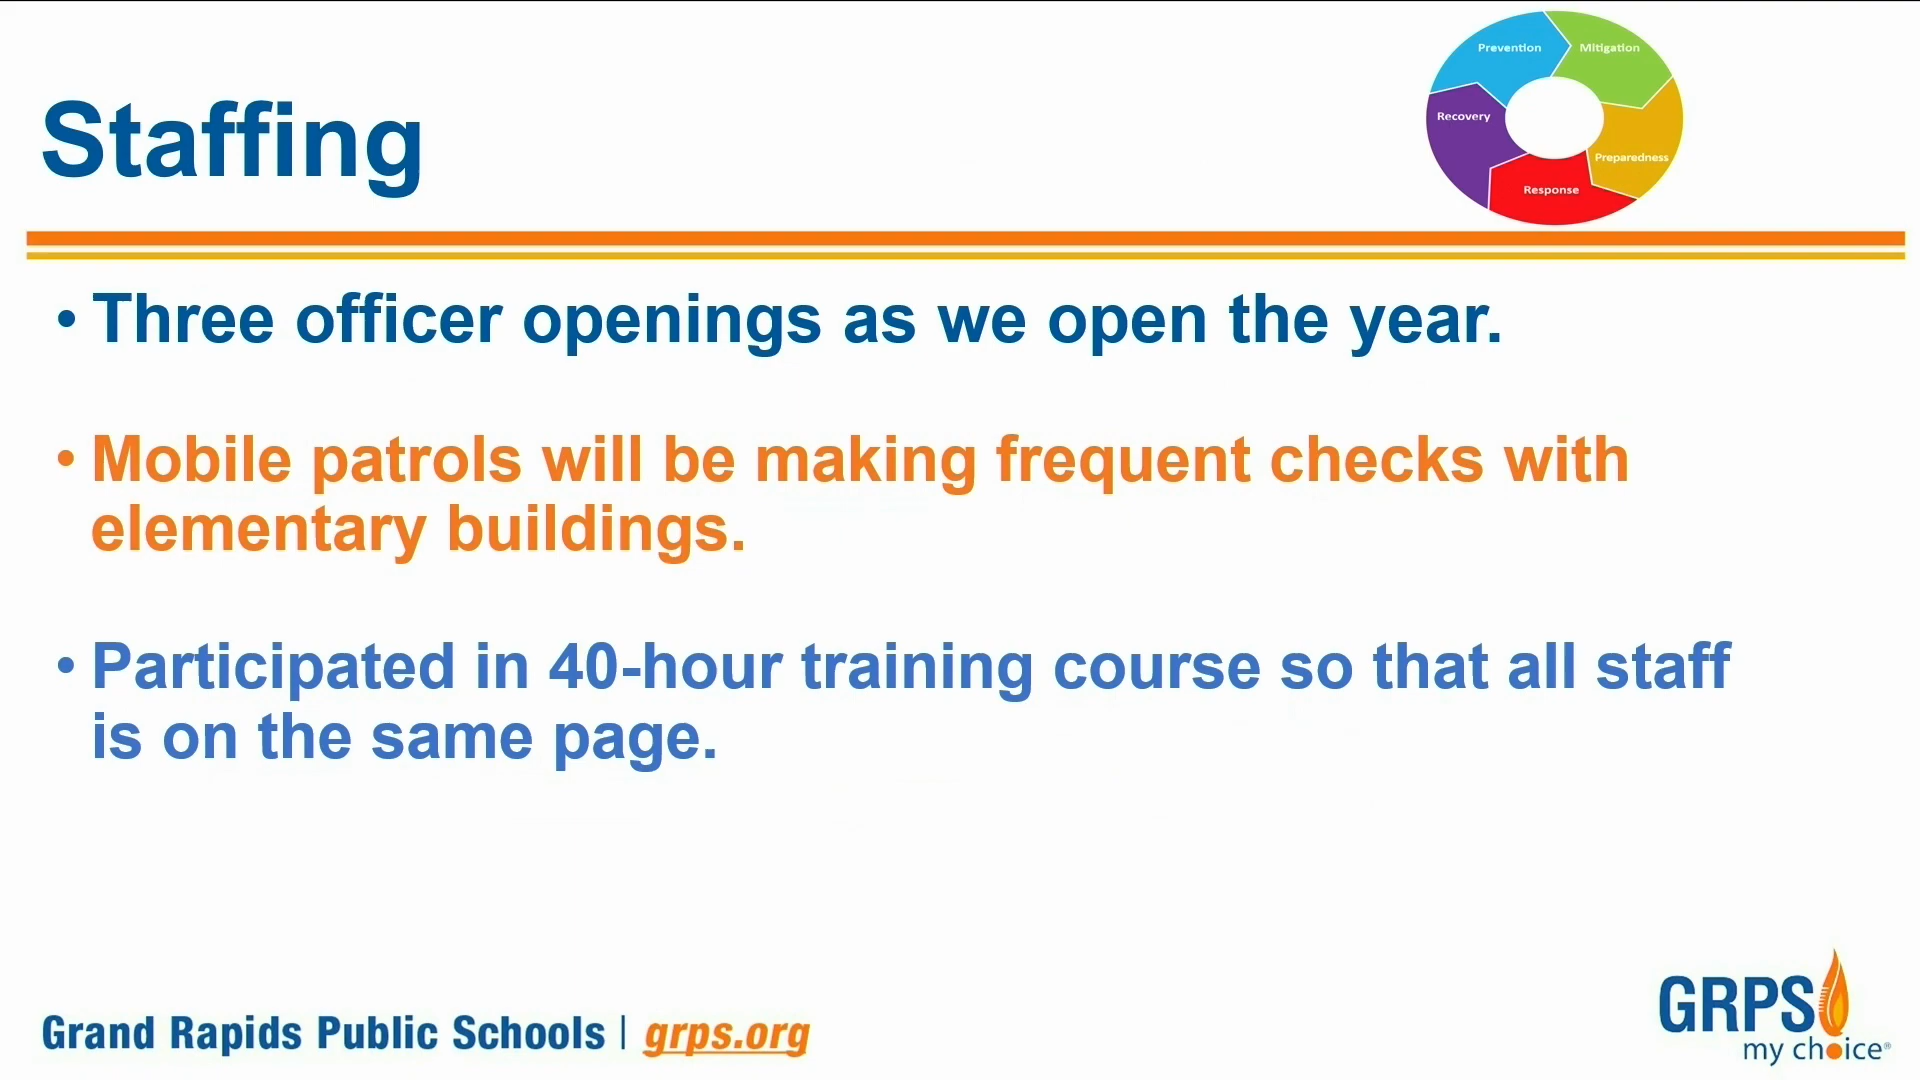 Staffing
Prevention
Mitigation
Recovery
Preparedness
Response
• Three officer openings as we open the year.
• Mobile patrols will be making frequent checks with
elementary buildings.
• Participated in 40-hour training course so that all staff
is on the same page.
Grand Rapids Public Schools | grps.org
GRPS
my choice®